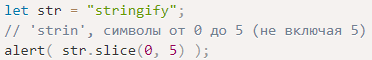 let str = "stringify";
// 'strin', символы от 0 до 5 (не включая 5)
alert( str.slice(0, 5) );